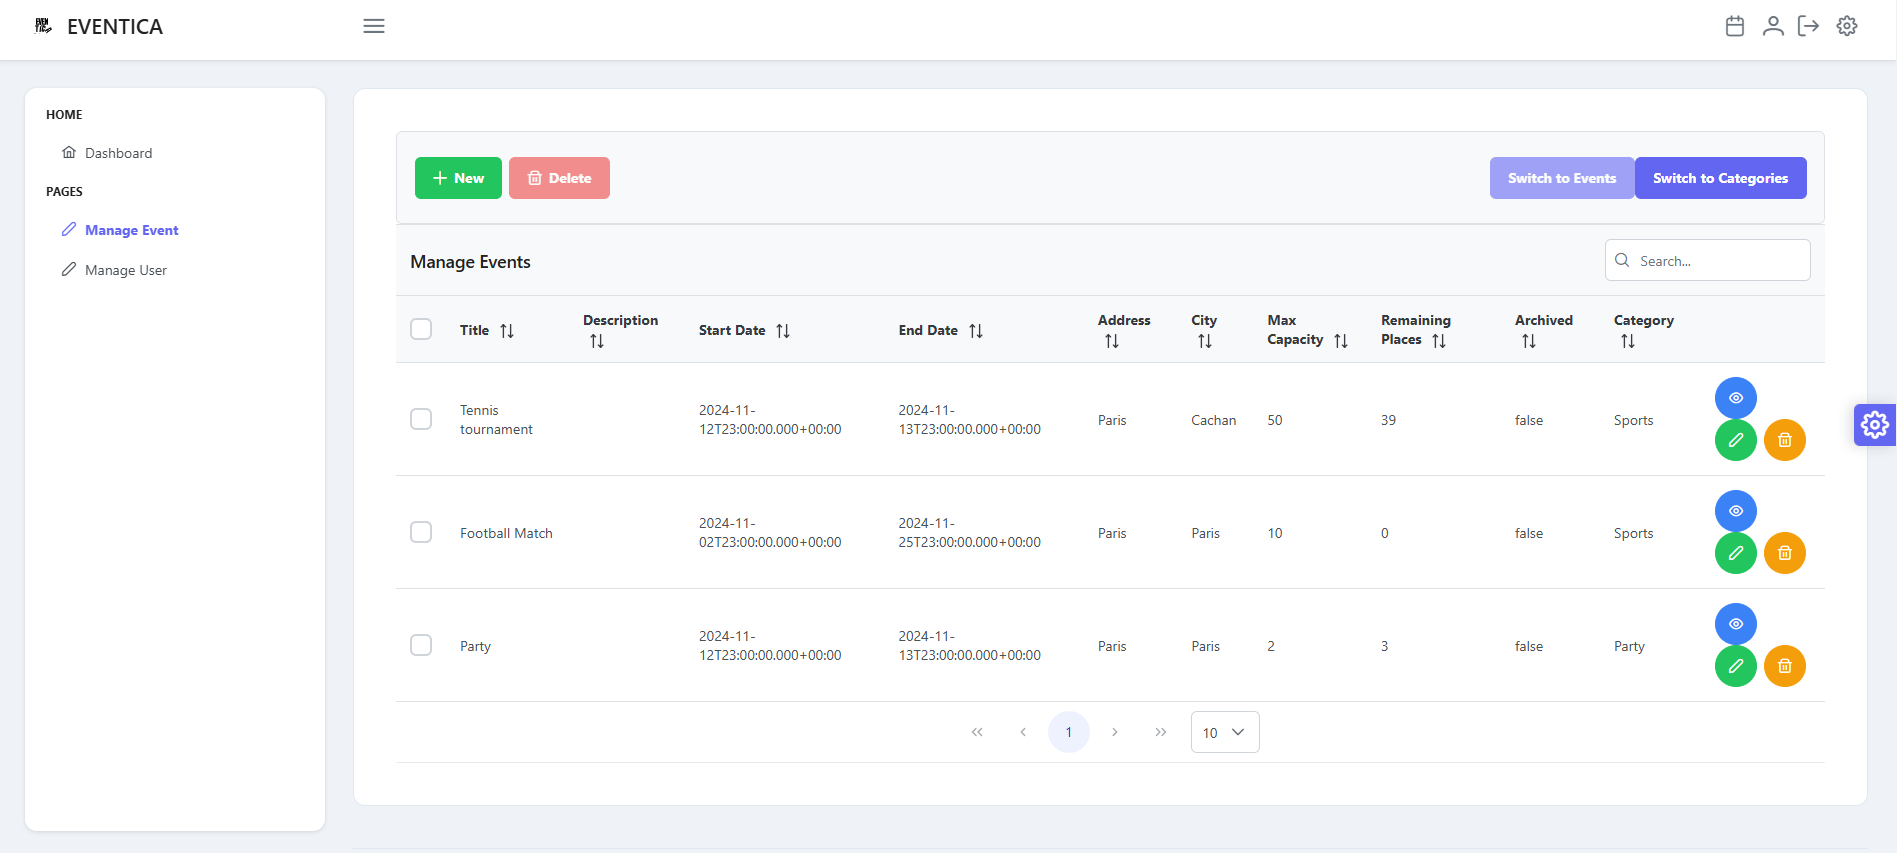 EVEN
TIC
EVENTICA
HOME
Dashboard
PAGES
Manage Event
Manage User
New
Delete
Switch to Events
Switch to Categories
Manage Events
Search...
Title
Description
Start Date
End Date
Address
City
Max
Capacity
Remaining
Places
Archived
Category
Tennis
tournament
2024-11-
12T23:00:00.000+00:00
2024-11-
13T23:00:00.000+00:00
Paris
Cachan
50
39
false
Sports
Football Match
2024-11-
02T23:00:00.000+00:00
2024-11-
25T23:00:00.000+00:00
Paris
Paris
10
0
false
Sports
Party
2024-11-
12T23:00:00.000+00:00
2024-11-
13T23:00:00.000+00:00
Paris
Paris
2
3
false
Party
1
10